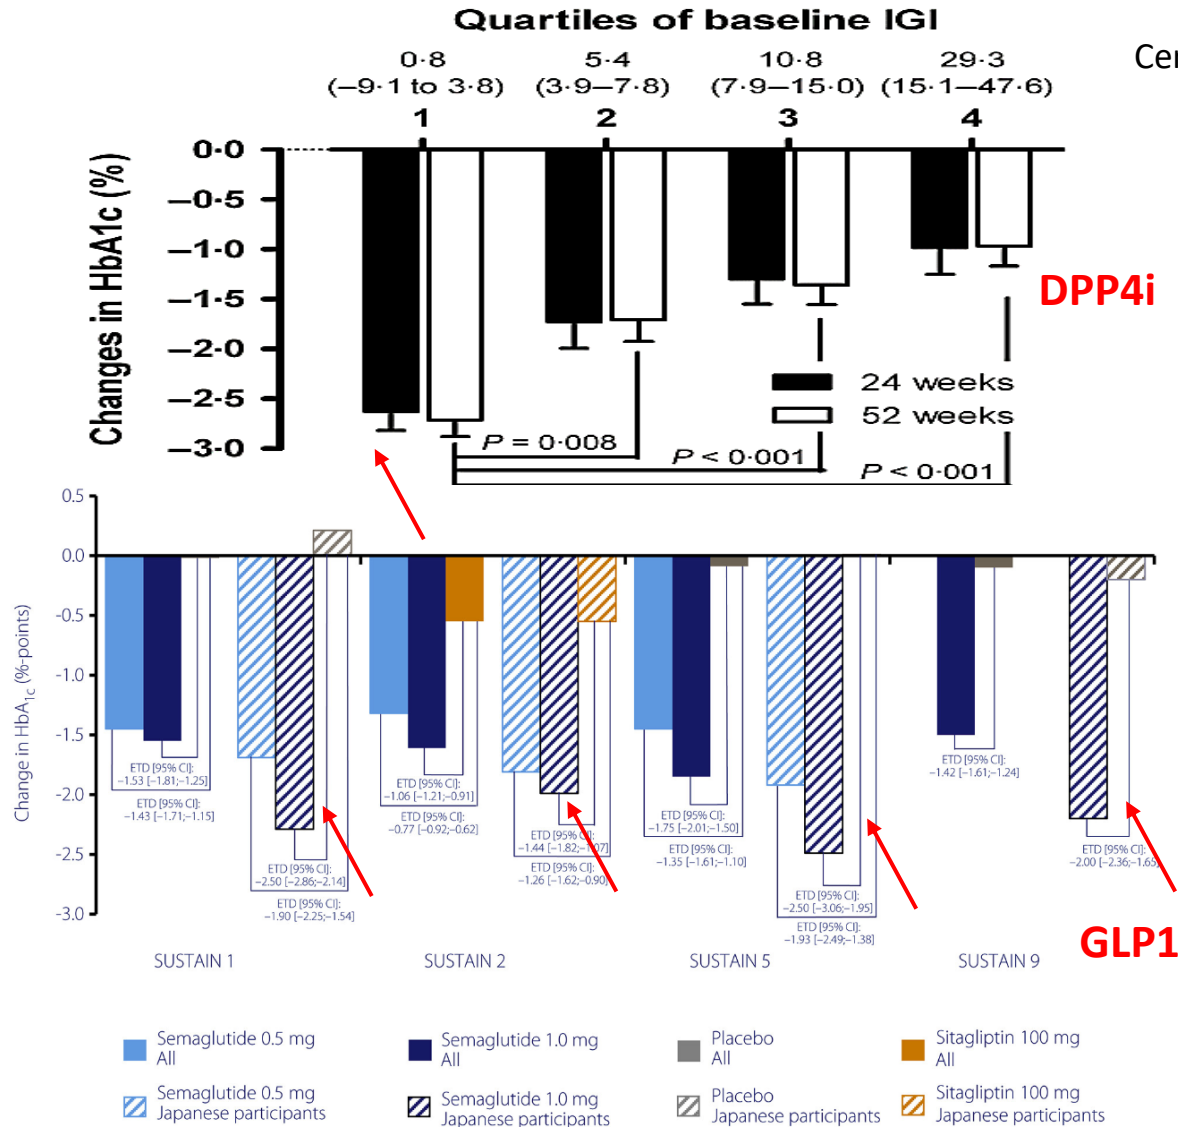 Quartiles of baseline IGI
Cer
0·8 5·4 10·8 29·3
(–9·1 to 3·8) (3·9–7·8) (7·9–15·0) (15·1–47·6)
1 2 3 4
Changes in HbA1c (%)
0·0
–0·5
–1·0
–1·5
–2·0
–2·5
–3·0
DPP4i
24 weeks
52 weeks
P = 0·008
P < 0·001
P < 0·001
Change in HbA1c (%-points)
0.5
0.0
-0.5
-1.0
-1.5
-2.0
-2.5
-3.0
ETD [95% CI]:
−1.53 [−1.81;−1.25]
ETD [95% CI]:
−1.43 [−1.71;−1.15]
ETD [95% CI]:
−2.50 [−2.86;−2.14]
ETD [95% CI]:
−1.90 [−2.25;−1.54]
ETD [95% CI]:
−1.06 [−1.21;−0.91]
ETD [95% CI]:
−0.77 [−0.92;−0.62]
ETD [95% CI]:
−1.44 [−1.82;−1.07]
ETD [95% CI]:
−1.26 [−1.62;−0.90]
ETD [95% CI]:
−1.75 [−2.01;−1.50]
ETD [95% CI]:
−1.35 [−1.61;−1.10]
ETD [95% CI]:
−2.50 [−3.06;−1.95]
ETD [95% CI]:
−1.93 [−2.49;−1.38]
ETD [95% CI]:
−1.42 [−1.61;−1.24]
ETD [95% CI]:
−2.00 [−2.36;−1.65]
GLP1
SUSTAIN 1 SUSTAIN 2 SUSTAIN 5 SUSTAIN 9
Semaglutide 0.5 mg
All
Semaglutide 1.0 mg
All
Placebo
All
Sitagliptin 100 mg
All
Semaglutide 0.5 mg
Japanese participants
Semaglutide 1.0 mg
Japanese participants
Placebo
Japanese participants
Sitagliptin 100 mg
Japanese participants